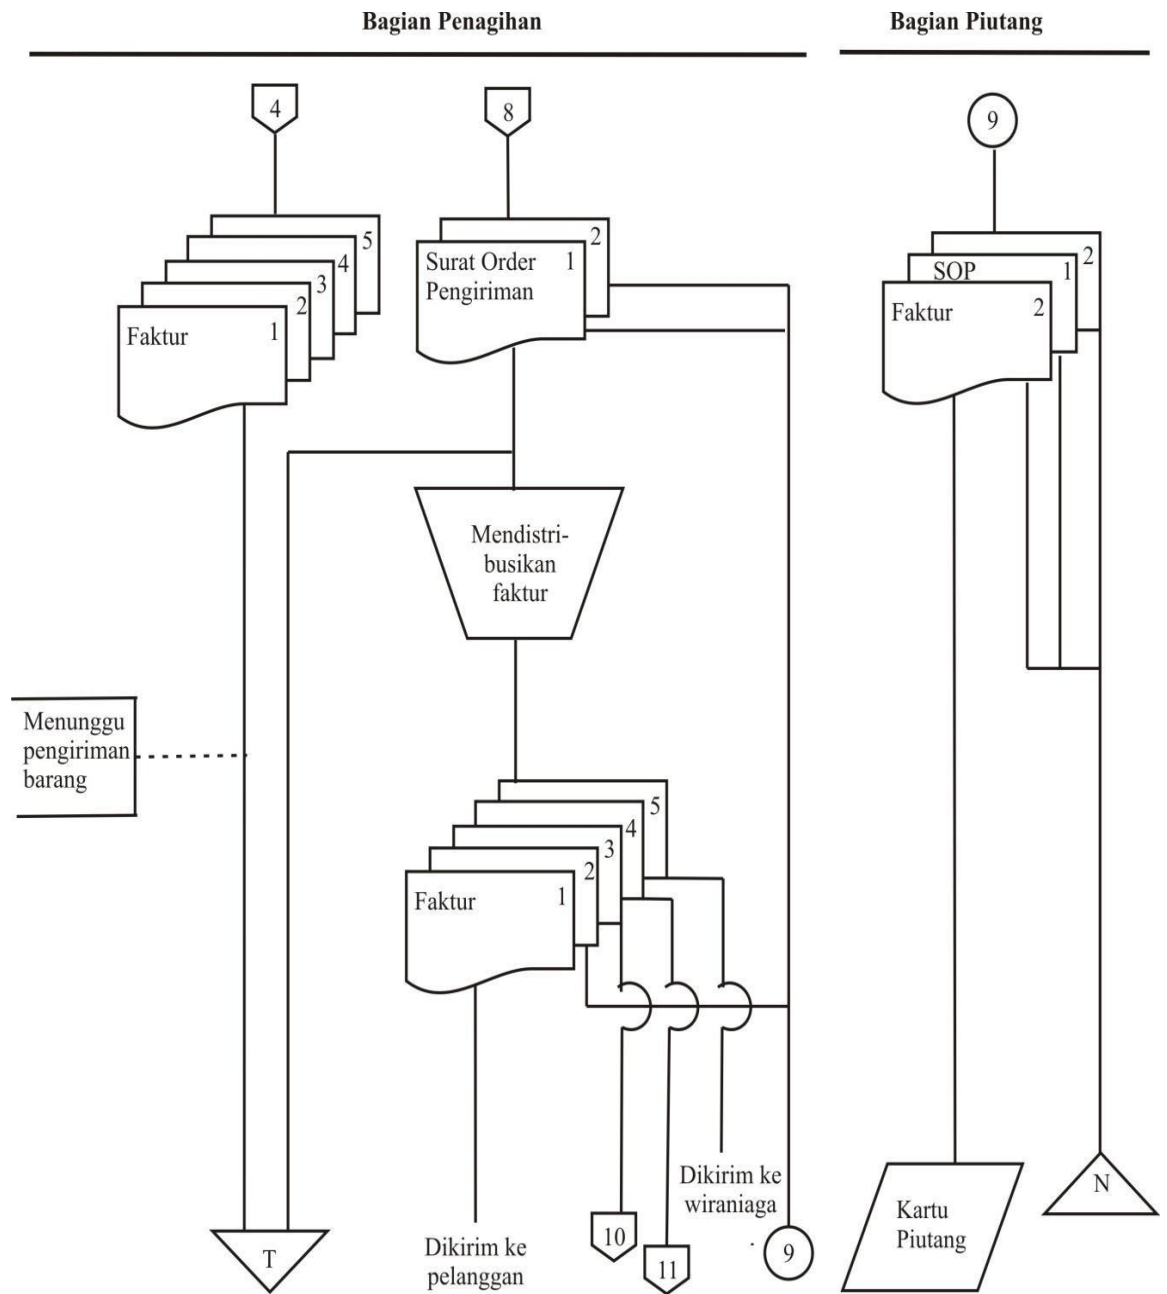 Bagian Penagihan
Bagian Piutang
4
8
9
5
4
3
2
Faktur 1
2
Surat Order 1
Pengiriman
2
SOP 1
Faktur 2
Mendistri-
busikan
faktur
Menunggu
pengiriman
barang
5
4
3
2
Faktur 1
Dikirim ke
pelanggan
Dikirim ke
wiraniaga
T
10
11
9
Kartu
Piutang
N